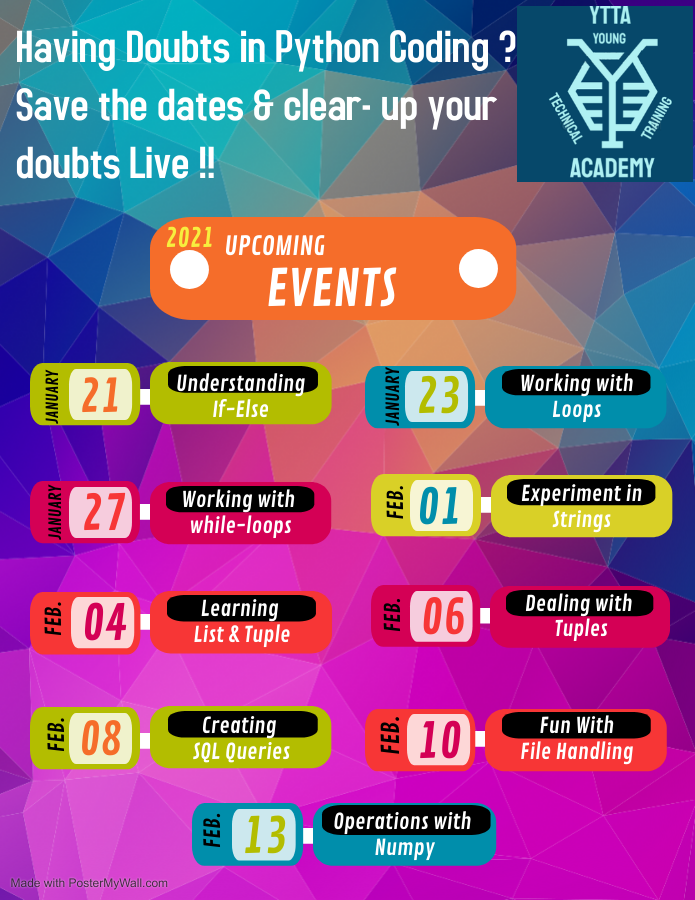 Having Doubts in Python Coding ?
Save the dates & clear- up your
doubts Live !!
YTTA
YOUNG
TECHNICAL
TRAINING
ACADEMY
2021
UPCOMING
EVENTS
JANUARY
21
Understanding
If-Else
JANUARY
23
Working with
Loops
JANUARY
27
Working with
while-loops
FEB.
01
Experiment in
Strings
FEB.
04
Learning
List & Tuple
FEB.
06
Dealing with
Tuples
FEB.
08
Creating
SQL Queries
FEB.
10
Fun With
File Handling
FEB.
13
Operations with
Numpy
Made with PosterMyWall.com